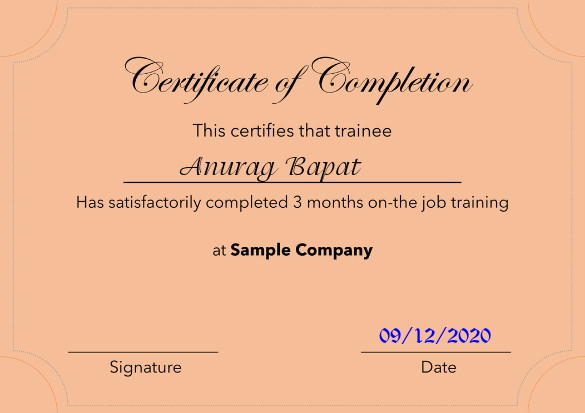 Certificate of Completion
This certifies that trainee
Anurag Bapat
Has satisfactorily completed 3 months on-the job training
at Sample Company
09/12/2020
Signature
Date